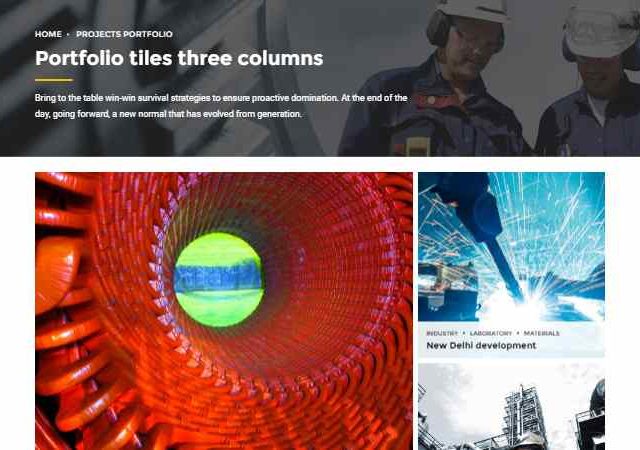 HOME • PROJECTS PORTFOLIO
Portfolio tiles three columns
Bring to the table win-win survival strategies to ensure proactive domination. At the end of the
day, going forward, a new normal that has evolved from generation.
INDUSTRY • LABORATORY • MATERIALS
New Delhi development